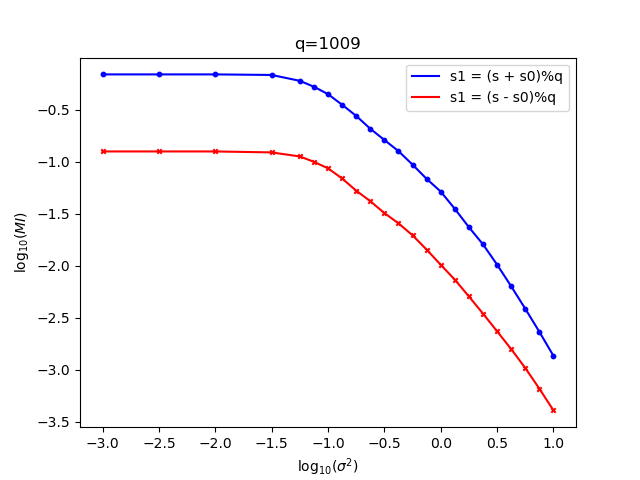 q=1009
s1 = (s + s0)%q
s1 = (s - s0)%q
log₁₀(MI)
−0.5
−1.0
−1.5
−2.0
−2.5
−3.0
−3.5
−3.0 −2.5 −2.0 −1.5 −1.0 −0.5 0.0 0.5 1.0
log₁₀(σ²)